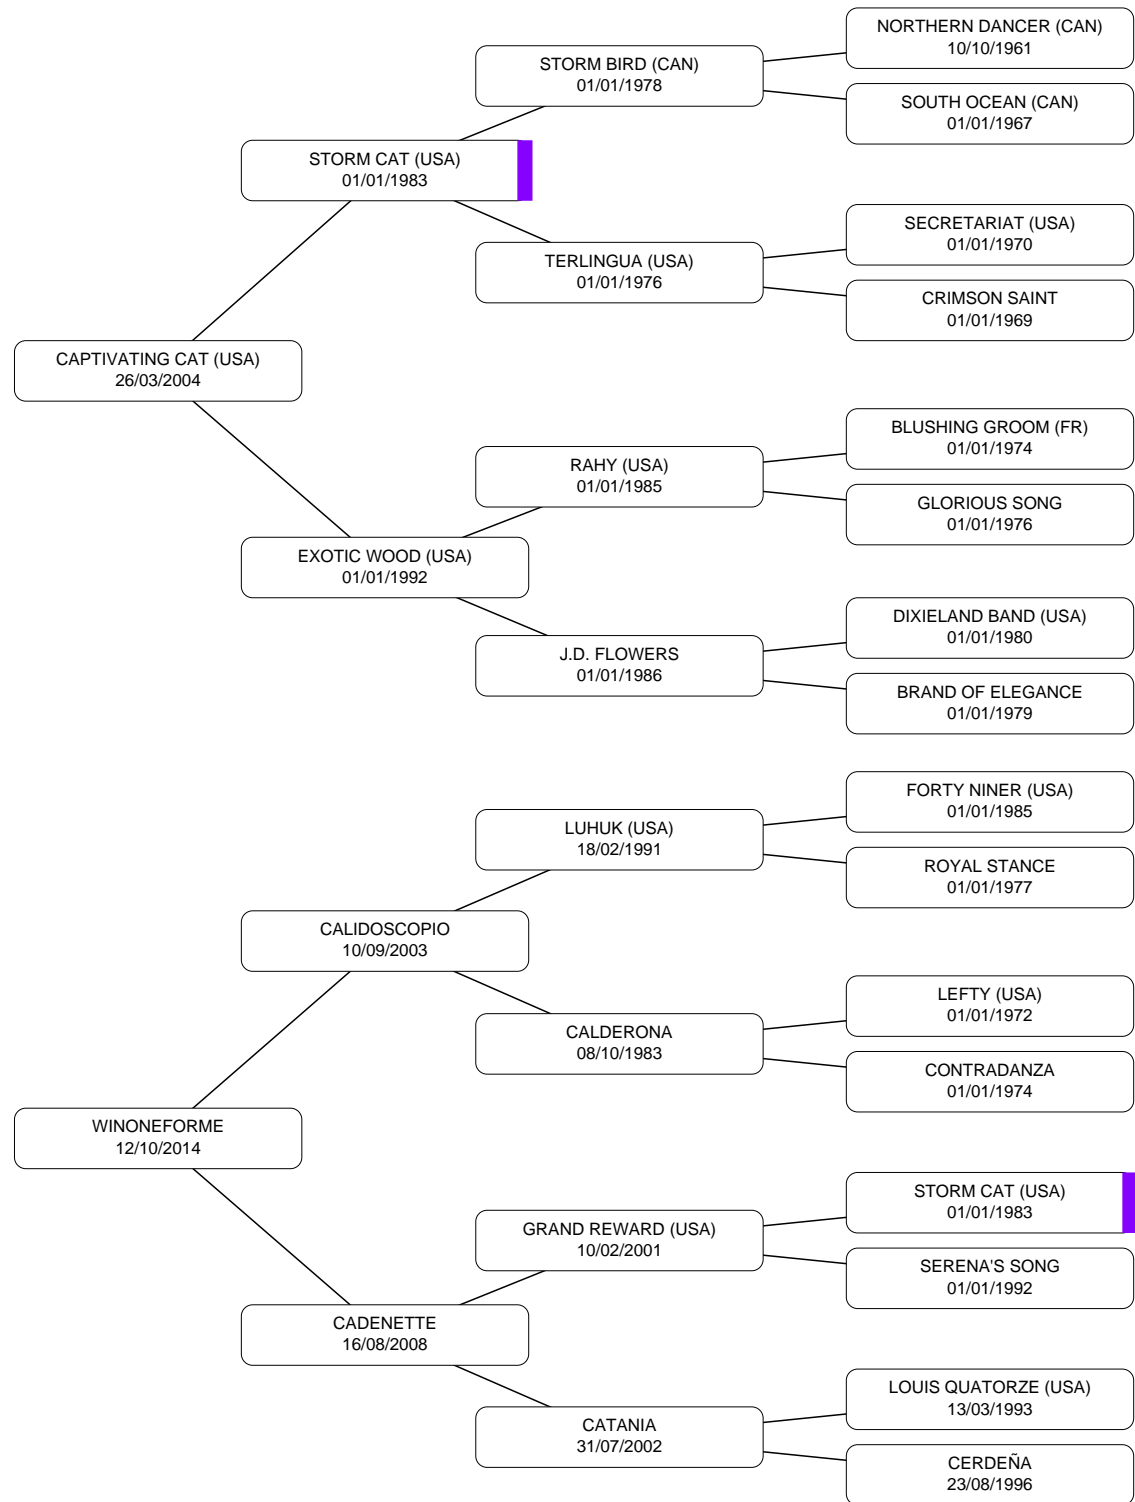 NORTHERN DANCER (CAN)
10/10/1961
STORM BIRD (CAN)
01/01/1978
SOUTH OCEAN (CAN)
01/01/1967
STORM CAT (USA)
01/01/1983
SECRETARIAT (USA)
01/01/1970
TERLINGUA (USA)
01/01/1976
CRIMSON SAINT
01/01/1969
CAPTIVATING CAT (USA)
26/03/2004
BLUSHING GROOM (FR)
01/01/1974
RAHY (USA)
01/01/1985
GLORIOUS SONG
01/01/1976
EXOTIC WOOD (USA)
01/01/1992
DIXIELAND BAND (USA)
01/01/1980
J.D. FLOWERS
01/01/1986
BRAND OF ELEGANCE
01/01/1979
FORTY NINER (USA)
01/01/1985
LUHUK (USA)
18/02/1991
ROYAL STANCE
01/01/1977
CALIDOSCOPIO
10/09/2003
LEFTY (USA)
01/01/1972
CALDERONA
08/10/1983
CONTRADANZA
01/01/1974
WINONEFORME
12/10/2014
STORM CAT (USA)
01/01/1983
GRAND REWARD (USA)
10/02/2001
SERENA'S SONG
01/01/1992
CADENETTE
16/08/2008
LOUIS QUATORZE (USA)
13/03/1993
CATANIA
31/07/2002
CERDEÑA
23/08/1996